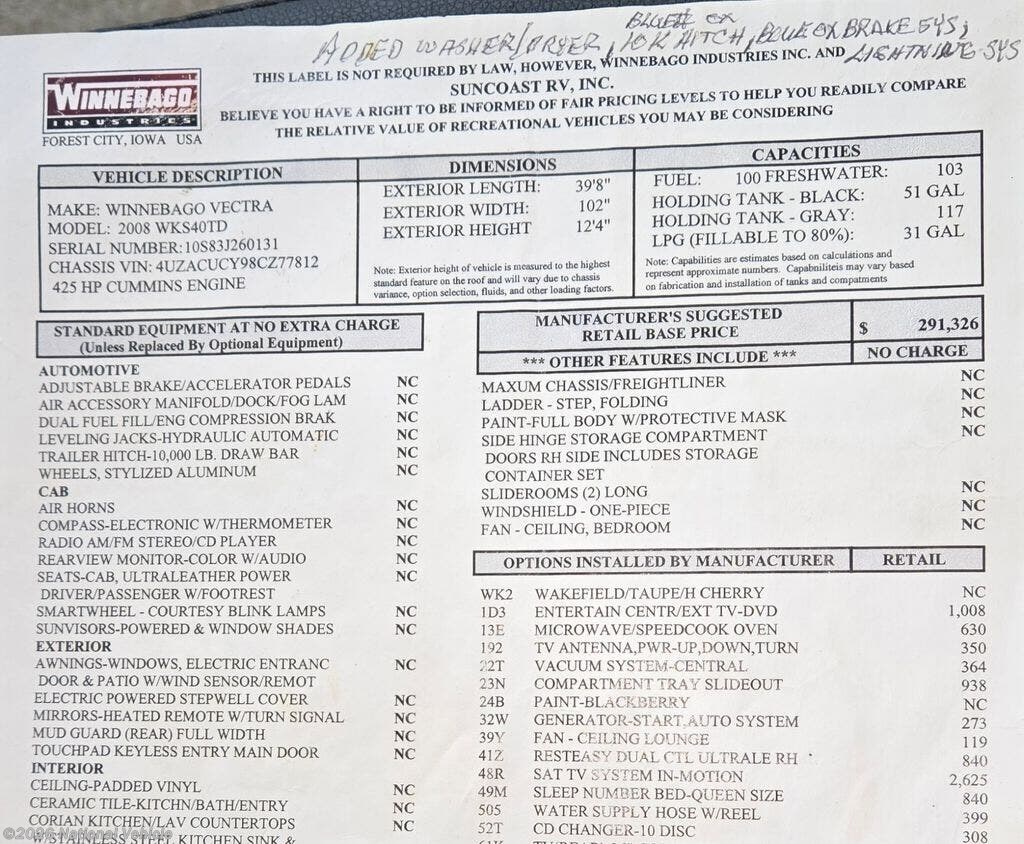 BLUE OX
ADDED WASHER/DRYER, 10K HITCH, BLUE OX BRAKE SYS,
LIGHTNING SYS
THIS LABEL IS NOT REQUIRED BY LAW, HOWEVER, WINNEBAGO INDUSTRIES INC. AND
SUNCOAST RV, INC.
BELIEVE YOU HAVE A RIGHT TO BE INFORMED OF FAIR PRICING LEVELS TO HELP YOU READILY COMPARE
THE RELATIVE VALUE OF RECREATIONAL VEHICLES YOU MAY BE CONSIDERING
WINNEBAGO
INDUSTRIES
FOREST CITY, IOWA USA
VEHICLE DESCRIPTION
MAKE: WINNEBAGO VECTRA
MODEL: 2008 WKS40TD
SERIAL NUMBER:10S83J260131
CHASSIS VIN: 4UZACUCY98CZ77812
425 HP CUMMINS ENGINE
DIMENSIONS
EXTERIOR LENGTH: 39'8"
EXTERIOR WIDTH: 102"
EXTERIOR HEIGHT 12'4"
Note: Exterior height of vehicle is measured to the highest
standard feature on the roof and will vary due to chassis
variance, option selection, fluids, and other loading factors.
CAPACITIES
FUEL: 100 FRESHWATER: 103
HOLDING TANK - BLACK: 51 GAL
HOLDING TANK - GRAY: 117
LPG (FILLABLE TO 80%): 31 GAL
Note: Capabilities are estimates based on calculations and
represent approximate numbers. Capabniliteis may vary based
on fabrication and installation of tanks and compatments
STANDARD EQUIPMENT AT NO EXTRA CHARGE
(Unless Replaced By Optional Equipment)
AUTOMOTIVE
ADJUSTABLE BRAKE/ACCELERATOR PEDALS NC
AIR ACCESSORY MANIFOLD/DOCK/FOG LAM NC
DUAL FUEL FILL/ENG COMPRESSION BRAK NC
LEVELING JACKS-HYDRAULIC AUTOMATIC NC
TRAILER HITCH-10,000 LB. DRAW BAR NC
WHEELS, STYLIZED ALUMINUM NC
CAB
AIR HORNS NC
COMPASS-ELECTRONIC W/THERMOMETER NC
RADIO AM/FM STEREO/CD PLAYER NC
REARVIEW MONITOR-COLOR W/AUDIO NC
SEATS-CAB, ULTRALEATHER POWER NC
DRIVER/PASSENGER W/FOOTREST
SMARTWHEEL - COURTESY BLINK LAMPS NC
SUNVISORS-POWERED & WINDOW SHADES NC
EXTERIOR
AWNINGS-WINDOWS, ELECTRIC ENTRANC NC
DOOR & PATIO W/WIND SENSOR/REMOT
ELECTRIC POWERED STEPWELL COVER NC
MIRRORS-HEATED REMOTE W/TURN SIGNAL NC
MUD GUARD (REAR) FULL WIDTH NC
TOUCHPAD KEYLESS ENTRY MAIN DOOR NC
INTERIOR
CEILING-PADDED VINYL NC
CERAMIC TILE-KITCHN/BATH/ENTRY NC
CORIAN KITCHEN/LAV COUNTERTOPS NC
W/STAINLESS STEEL KITCHEN SINK &
MANUFACTURER'S SUGGESTED
RETAIL BASE PRICE $ 291,326
*** OTHER FEATURES INCLUDE *** NO CHARGE
MAXUM CHASSIS/FREIGHTLINER NC
LADDER - STEP, FOLDING NC
PAINT-FULL BODY W/PROTECTIVE MASK NC
SIDE HINGE STORAGE COMPARTMENT NC
DOORS RH SIDE INCLUDES STORAGE
CONTAINER SET
SLIDEROOMS (2) LONG NC
WINDSHIELD - ONE-PIECE NC
FAN - CEILING, BEDROOM NC
OPTIONS INSTALLED BY MANUFACTURER RETAIL
WK2 WAKEFIELD/TAUPE/H CHERRY NC
1D3 ENTERTAIN CENTR/EXT TV-DVD 1,008
13E MICROWAVE/SPEEDCOOK OVEN 630
192 TV ANTENNA,PWR-UP,DOWN,TURN 350
22T VACUUM SYSTEM-CENTRAL 364
23N COMPARTMENT TRAY SLIDEOUT 938
24B PAINT-BLACKBERRY NC
32W GENERATOR-START,AUTO SYSTEM 273
39Y FAN - CEILING LOUNGE 119
41Z RESTEASY DUAL CTL ULTRALE RH 840
48R SAT TV SYSTEM IN-MOTION 2,625
49M SLEEP NUMBER BED-QUEEN SIZE 840
505 WATER SUPPLY HOSE W/REEL 399
52T CD CHANGER-10 DISC 308
©2026 National Vehicle